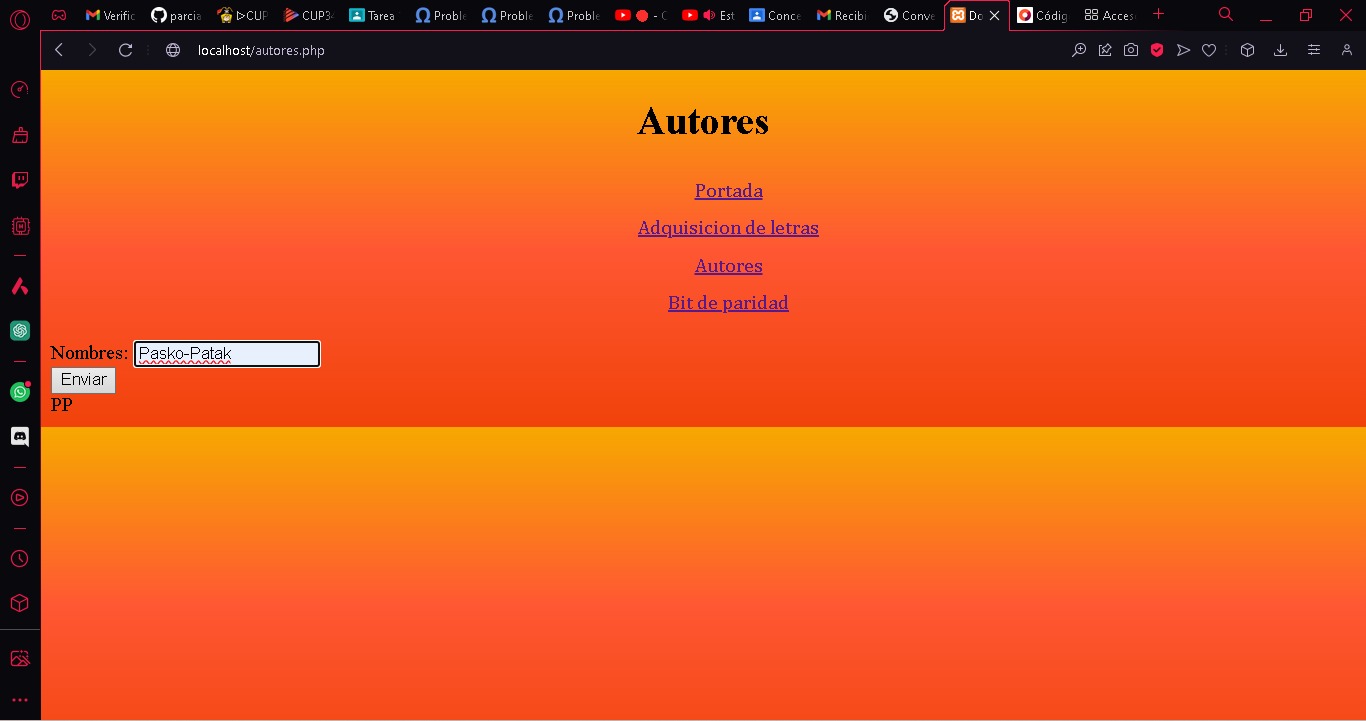 Verific
parcia
CUP
CUP3
Tarea
Proble
Proble
Proble
Est
Conce
Recibi
Conve
Do
Códig
Acces
localhost/autores.php
Autores
Portada
Adquisicion de letras
Autores
Bit de paridad
Nombres: Pasko-Patak
Enviar
PP